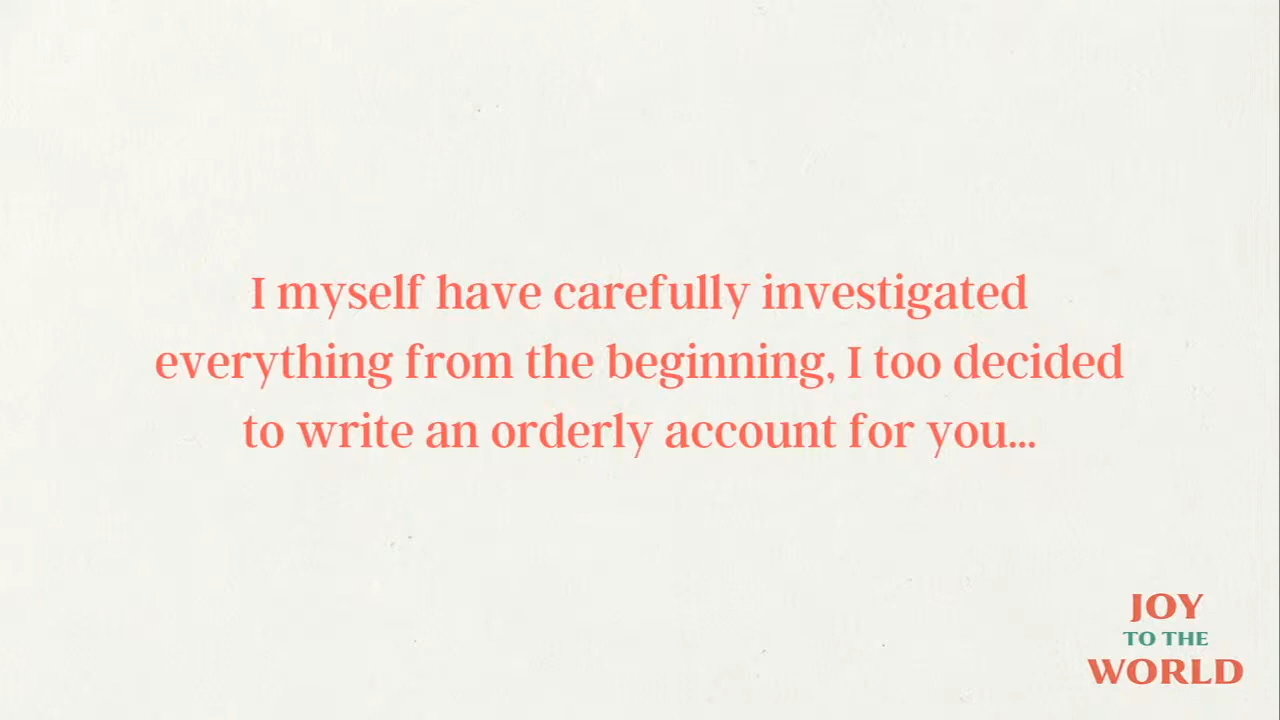 I myself have carefully investigated
everything from the beginning, I too decided
to write an orderly account for you...
JOY
TO THE
WORLD